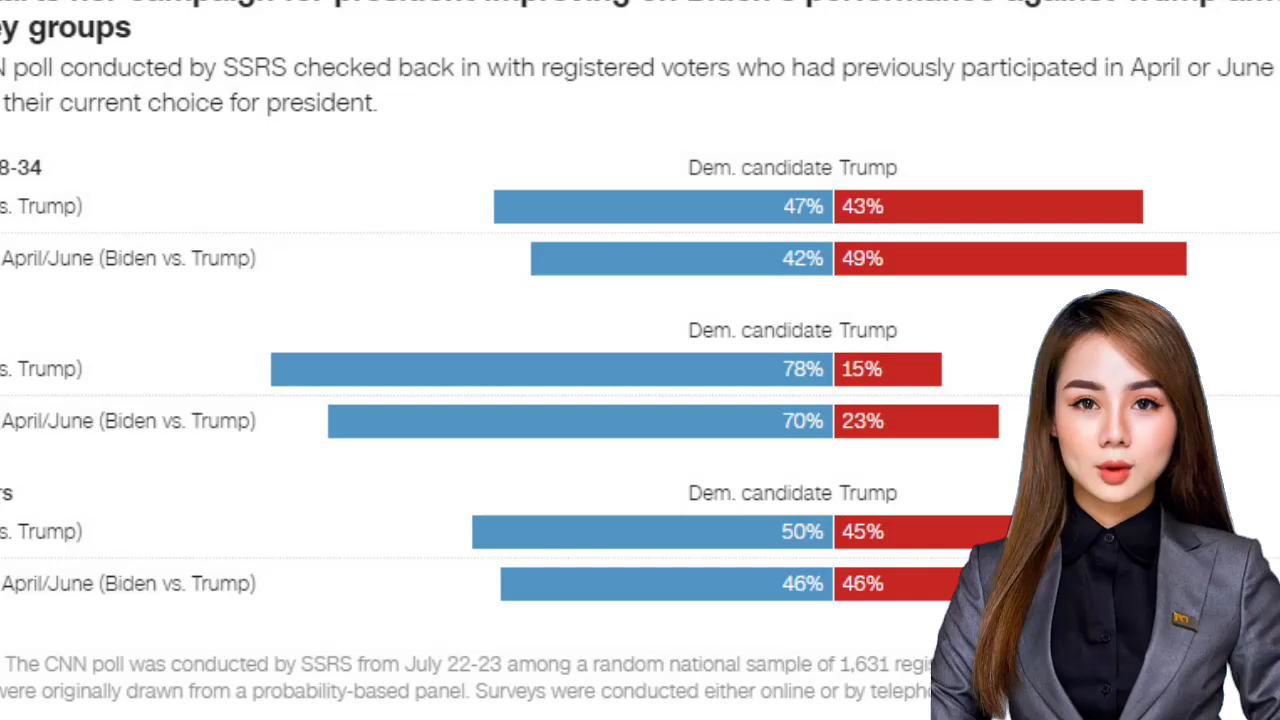 ey groups
N poll conducted by SSRS checked back in with registered voters who had previously participated in April or June
their current choice for president.
8-34
Dem. candidate Trump
s. Trump)
47% 43%
April/June (Biden vs. Trump)
42% 49%
Dem. candidate Trump
s. Trump)
78% 15%
April/June (Biden vs. Trump)
70% 23%
rs
Dem. candidate Trump
s. Trump)
50% 45%
April/June (Biden vs. Trump)
46% 46%
The CNN poll was conducted by SSRS from July 22-23 among a random national sample of 1,631 regis
were originally drawn from a probability-based panel. Surveys were conducted either online or by teleph